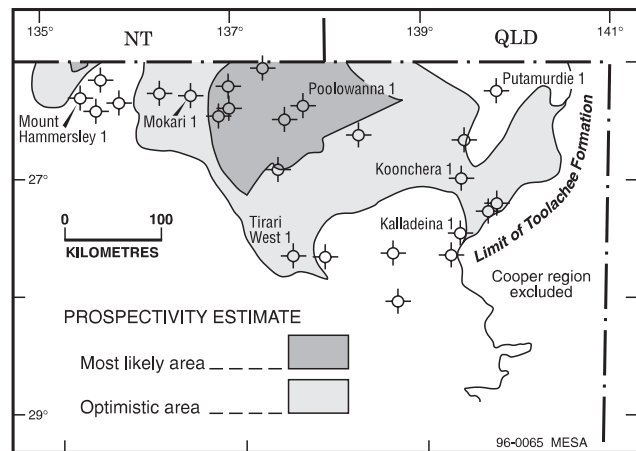 135° 137° 139° 141°
NT QLD
Poolowanna 1
Putamurdie 1
Mount
Hammersley 1
Mokari 1
Koonchera 1
27°
0 100
KILOMETRES
Tirari
West 1
Kalladeina 1
Limit of Toolachee Formation
Cooper region
excluded
PROSPECTIVITY ESTIMATE
Most likely area
Optimistic area
29°
96-0065 MESA